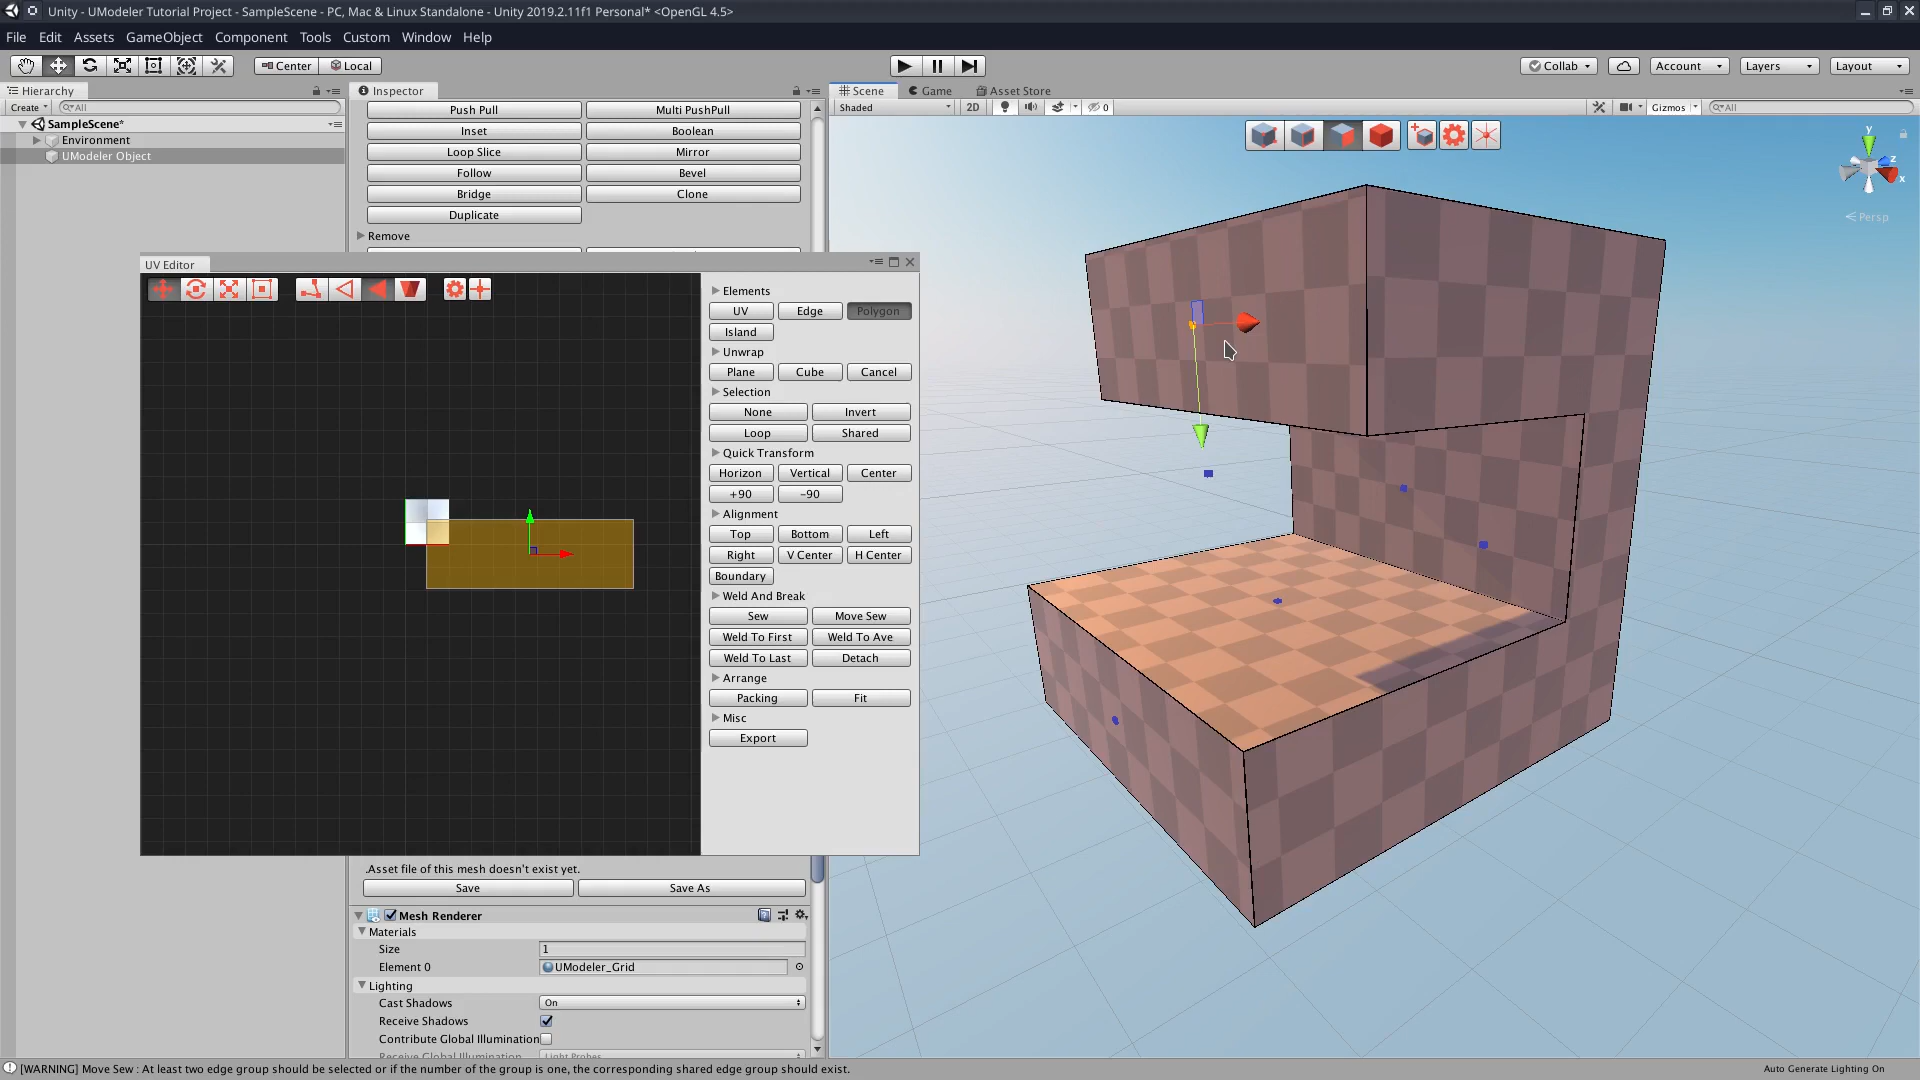 Unity - UModeler Tutorial Project - SampleScene - PC, Mac & Linux Standalone - Unity 2019.2.11f1 Personal* <OpenGL 4.5>
File Edit Assets GameObject Component Tools Custom Window Help
Center Local
Collab Account Layers Layout
Hierarchy
Inspector
Scene Game Asset Store
Create All
Shaded 2D 0 Gizmos All
SampleScene*
Environment
UModeler Object
Push Pull Multi PushPull
Inset Boolean
Loop Slice Mirror
Follow Bevel
Bridge Clone
Duplicate
Remove
UV Editor
Elements
UV Edge Polygon
Island
Unwrap
Plane Cube Cancel
Selection
None Invert
Loop Shared
Quick Transform
Horizon Vertical Center
+90 -90
Alignment
Top Bottom Left
Right V Center H Center
Boundary
Weld And Break
Sew Move Sew
Weld To First Weld To Ave
Weld To Last Detach
Arrange
Packing Fit
Misc
Export
.Asset file of this mesh doesn't exist yet.
Save Save As
Mesh Renderer
Materials
Size 1
Element 0 UModeler_Grid
Lighting
Cast Shadows On
Receive Shadows
Contribute Global Illumination
Receive Global Illumination Light Probes
y
z
x
Persp
[WARNING] Move Sew : At least two edge group should be selected or if the number of the group is one, the corresponding shared edge group should exist.
Auto Generate Lighting On